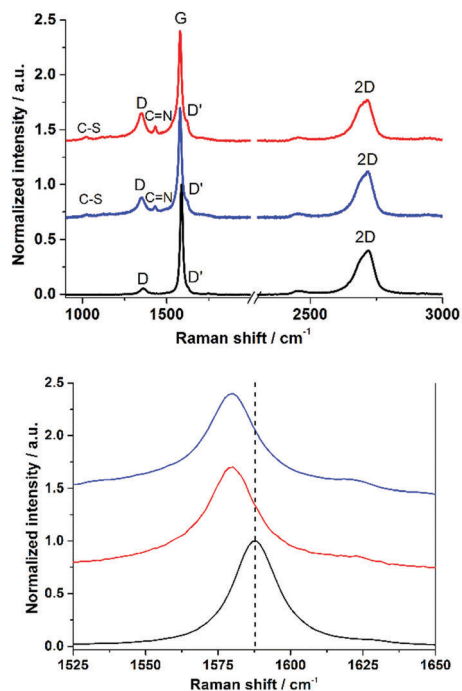 G
2.5
2.0
D
C=N
D'
2D
1.5
C-S
D
C=N
D'
2D
1.0
C-S
2D
0.5
D
D'
0.0
1000
1500
2500
3000
Normalized intensity / a.u.
Raman shift / cm⁻¹
2.5
2.0
1.5
1.0
0.5
0.0
1525
1550
1575
1600
1625
1650
Normalized intensity / a.u.
Raman shift / cm⁻¹